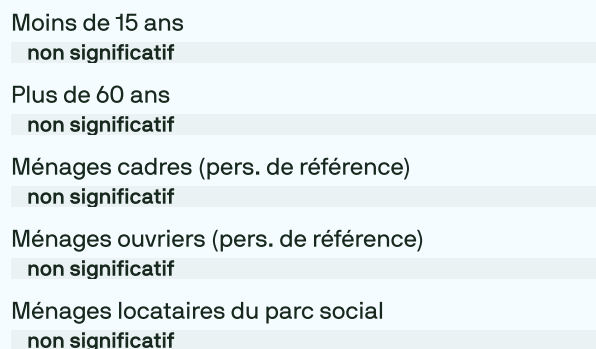 Moins de 15 ans
non significatif
Plus de 60 ans
non significatif
Ménages cadres (pers. de référence)
non significatif
Ménages ouvriers (pers. de référence)
non significatif
Ménages locataires du parc social
non significatif